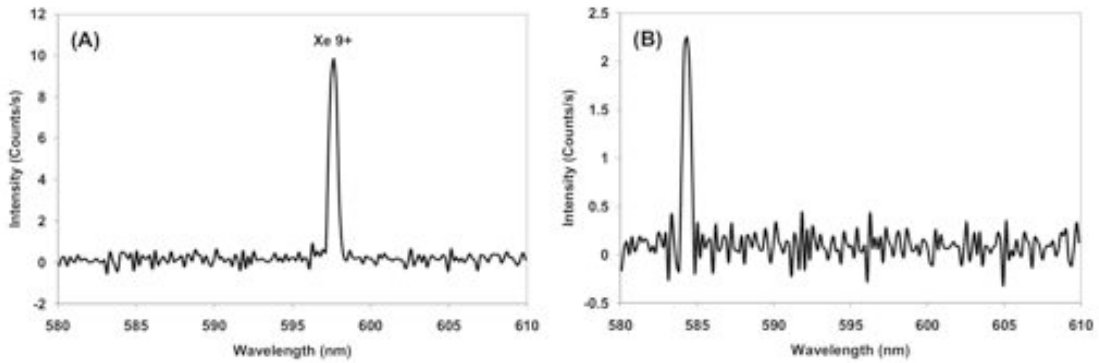 (A)
Xe 9+
12
10
8
6
4
2
0
-2
Intensity (Counts/s)
580 585 590 595 600 605 610
Wavelength (nm)
(B)
2.5
2
1.5
1
0.5
0
-0.5
Intensity (Counts/s)
580 585 590 595 600 605 610
Wavelength (nm)